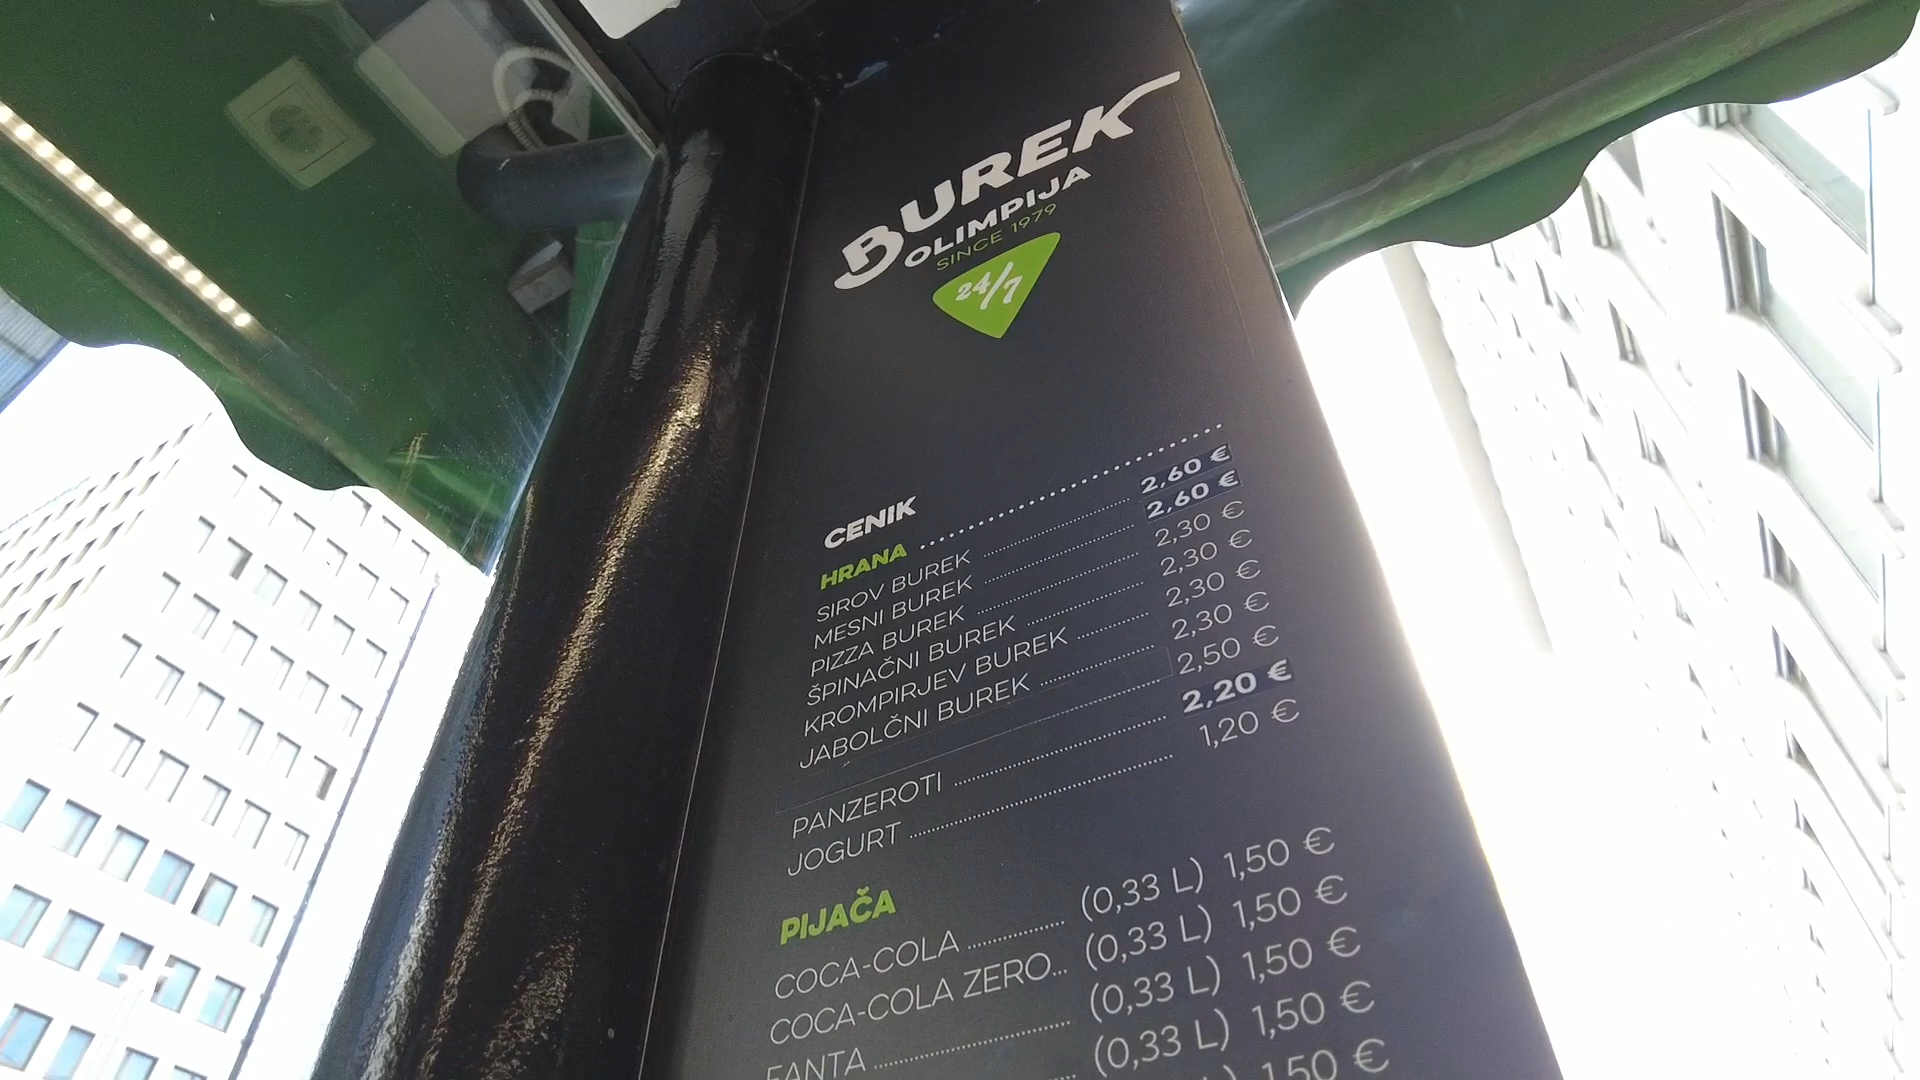 BUREK
OLIMPIJA
SINCE 1979
24/7
CENIK
HRANA
SIROV BUREK 2,60 €
MESNI BUREK 2,60 €
PIZZA BUREK 2,30 €
ŠPINAČNI BUREK 2,30 €
KROMPIRJEV BUREK 2,30 €
JABOLČNI BUREK 2,30 €
2,50 €
PANZEROTI 2,20 €
JOGURT 1,20 €
PIJAČA
COCA-COLA (0,33 L) 1,50 €
COCA-COLA ZERO... (0,33 L) 1,50 €
FANTA (0,33 L) 1,50 €
(0,33 L) 1,50 €
1,50 €